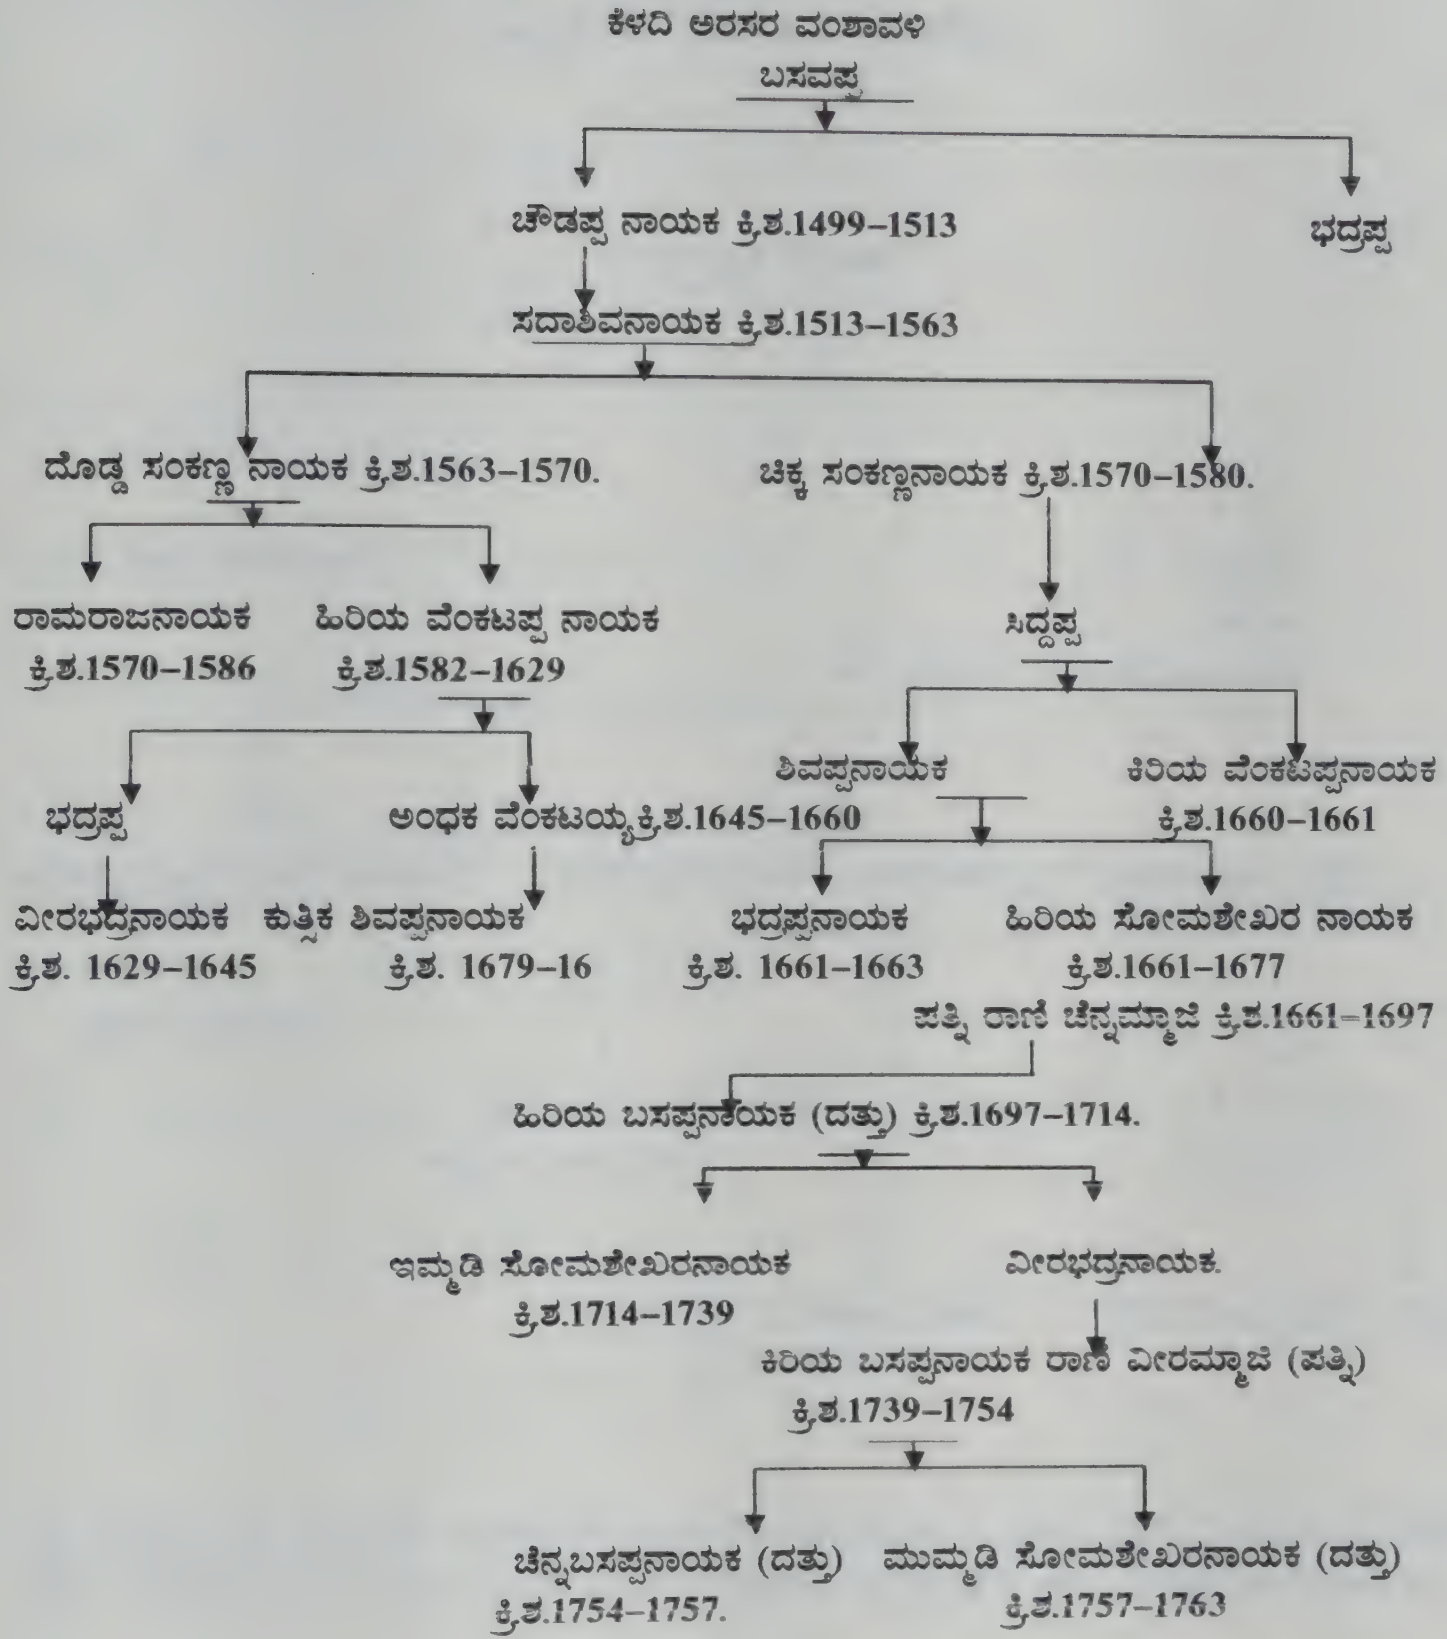 ಕೆಳದಿ ಅರಸರ ವಂಶಾವಳಿ
ಬಸವಪ್ಪ
ಚೌಡಪ್ಪ ನಾಯಕ ಕ್ರಿ.ಶ.1499–1513
ಭದ್ರಪ್ಪ
ಸದಾಶಿವನಾಯಕ ಕ್ರಿ.ಶ.1513–1563
ದೊಡ್ಡ ಸಂಕಣ್ಣ ನಾಯಕ ಕ್ರಿ.ಶ.1563–1570.
ಚಿಕ್ಕ ಸಂಕಣ್ಣನಾಯಕ ಕ್ರಿ.ಶ.1570–1580.
ರಾಮರಾಜನಾಯಕ
ಕ್ರಿ.ಶ.1570–1586
ಹಿರಿಯ ವೆಂಕಟಪ್ಪ ನಾಯಕ
ಕ್ರಿ.ಶ.1582–1629
ಸಿದ್ದಪ್ಪ
ಶಿವಪ್ಪನಾಯಕ
ಕಿರಿಯ ವೆಂಕಟಪ್ಪನಾಯಕ
ಕ್ರಿ.ಶ.1660–1661
ಭದ್ರಪ್ಪ
ಅಂಧಕ ವೆಂಕಟಯ್ಯಕ್ರಿ.ಶ.1645–1660
ವೀರಭದ್ರನಾಯಕ
ಕ್ರಿ.ಶ. 1629–1645
ಕುತ್ಸಿಕ ಶಿವಪ್ಪನಾಯಕ
ಕ್ರಿ.ಶ. 1679–16
ಭದ್ರಪ್ಪನಾಯಕ
ಕ್ರಿ.ಶ. 1661–1663
ಹಿರಿಯ ಸೋಮಶೇಖರ ನಾಯಕ
ಕ್ರಿ.ಶ.1661–1677
ಪತ್ನಿ ರಾಣಿ ಚೆನ್ನಮ್ಮಾಜಿ ಕ್ರಿ.ಶ.1661–1697
ಹಿರಿಯ ಬಸಪ್ಪನಾಯಕ (ದತ್ತು) ಕ್ರಿ.ಶ.1697–1714.
ಇಮ್ಮಡಿ ಸೋಮಶೇಖರನಾಯಕ
ಕ್ರಿ.ಶ.1714–1739
ವೀರಭದ್ರನಾಯಕ.
ಕಿರಿಯ ಬಸಪ್ಪನಾಯಕ ರಾಣಿ ವೀರಮ್ಮಾಜಿ (ಪತ್ನಿ)
ಕ್ರಿ.ಶ.1739–1754
ಚೆನ್ನಬಸಪ್ಪನಾಯಕ (ದತ್ತು)
ಕ್ರಿ.ಶ.1754–1757.
ಮುಮ್ಮಡಿ ಸೋಮಶೇಖರನಾಯಕ (ದತ್ತು)
ಕ್ರಿ.ಶ.1757–1763